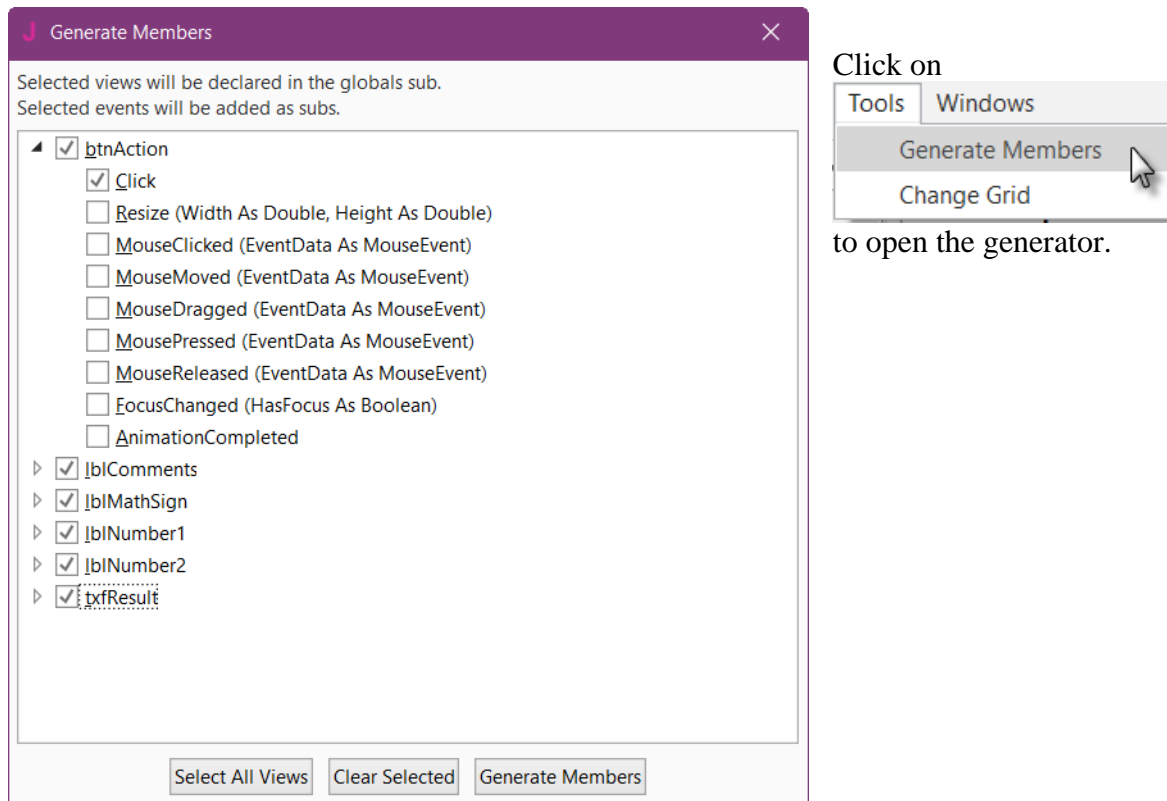 Generate Members
Selected views will be declared in the globals sub.
Selected events will be added as subs.
btnAction
Click
Resize (Width As Double, Height As Double)
MouseClicked (EventData As MouseEvent)
MouseMoved (EventData As MouseEvent)
MouseDragged (EventData As MouseEvent)
MousePressed (EventData As MouseEvent)
MouseReleased (EventData As MouseEvent)
FocusChanged (HasFocus As Boolean)
AnimationCompleted
lblComments
lblMathSign
lblNumber1
lblNumber2
txfResult
Select All Views
Clear Selected
Generate Members
Click on
Tools Windows
Generate Members
Change Grid
to open the generator.